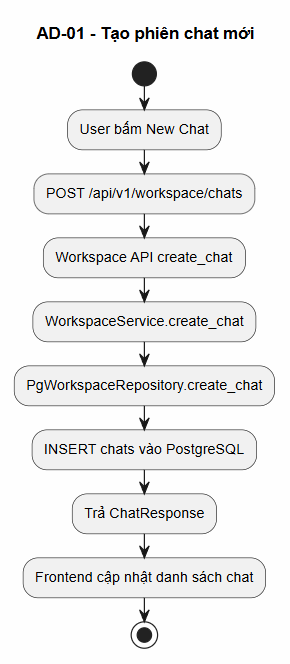 AD-01 - Tạo phiên chat mới
User bấm New Chat
POST /api/v1/workspace/chats
Workspace API create_chat
WorkspaceService.create_chat
PgWorkspaceRepository.create_chat
INSERT chats vào PostgreSQL
Trả ChatResponse
Frontend cập nhật danh sách chat